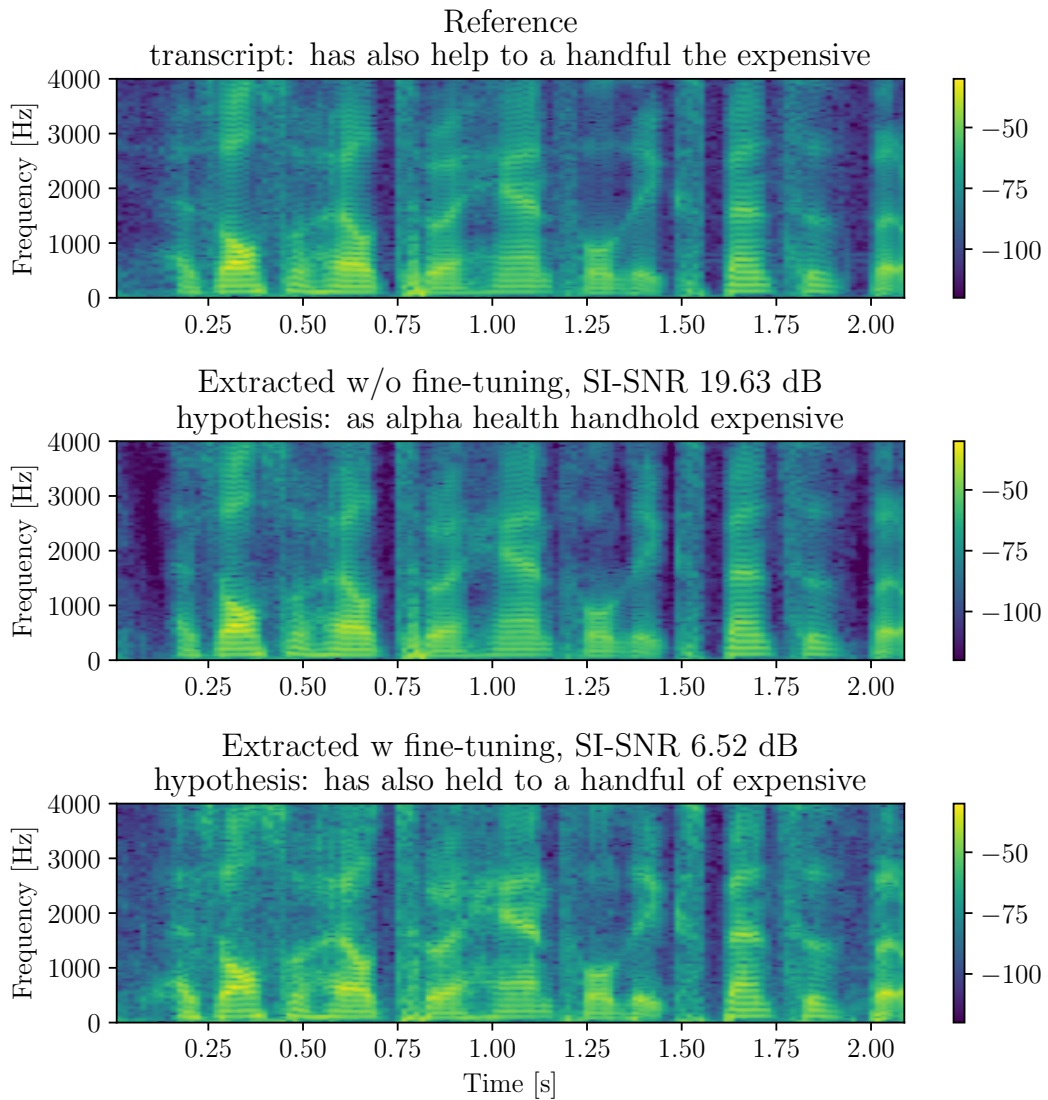 Reference
transcript: has also help to a handful the expensive
4000
3000
2000
1000
0
Frequency [Hz]
0.25 0.50 0.75 1.00 1.25 1.50 1.75 2.00
−50
−75
−100
Extracted w/o fine-tuning, SI-SNR 19.63 dB
hypothesis: as alpha health handhold expensive
4000
3000
2000
1000
0
Frequency [Hz]
0.25 0.50 0.75 1.00 1.25 1.50 1.75 2.00
−50
−75
−100
Extracted w fine-tuning, SI-SNR 6.52 dB
hypothesis: has also held to a handful of expensive
4000
3000
2000
1000
0
Frequency [Hz]
0.25 0.50 0.75 1.00 1.25 1.50 1.75 2.00
Time [s]
−50
−75
−100